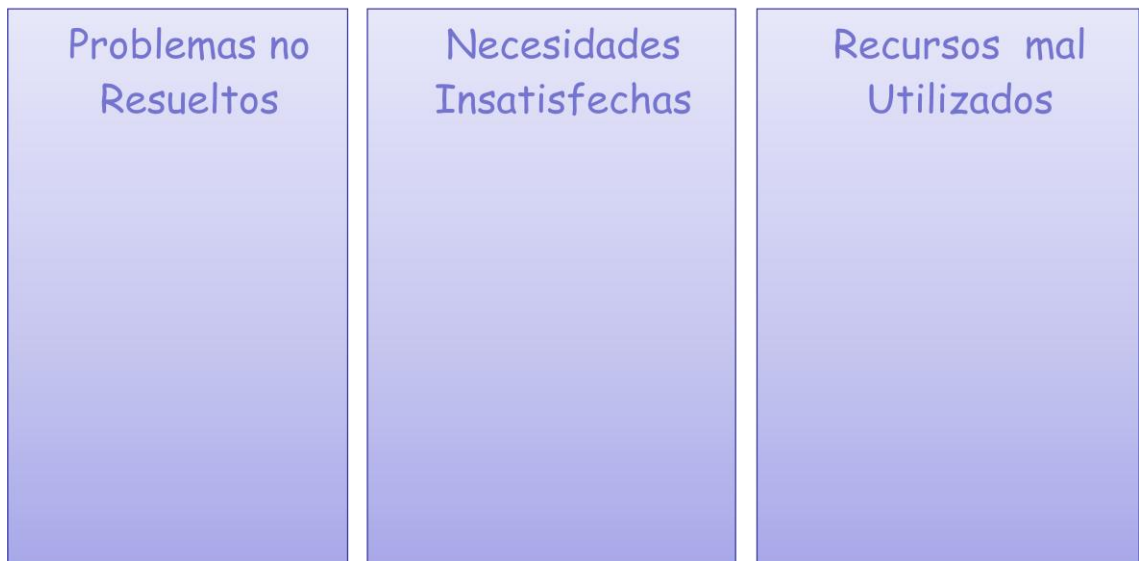 Problemas no
Resueltos
Necesidades
Insatisfechas
Recursos mal
Utilizados